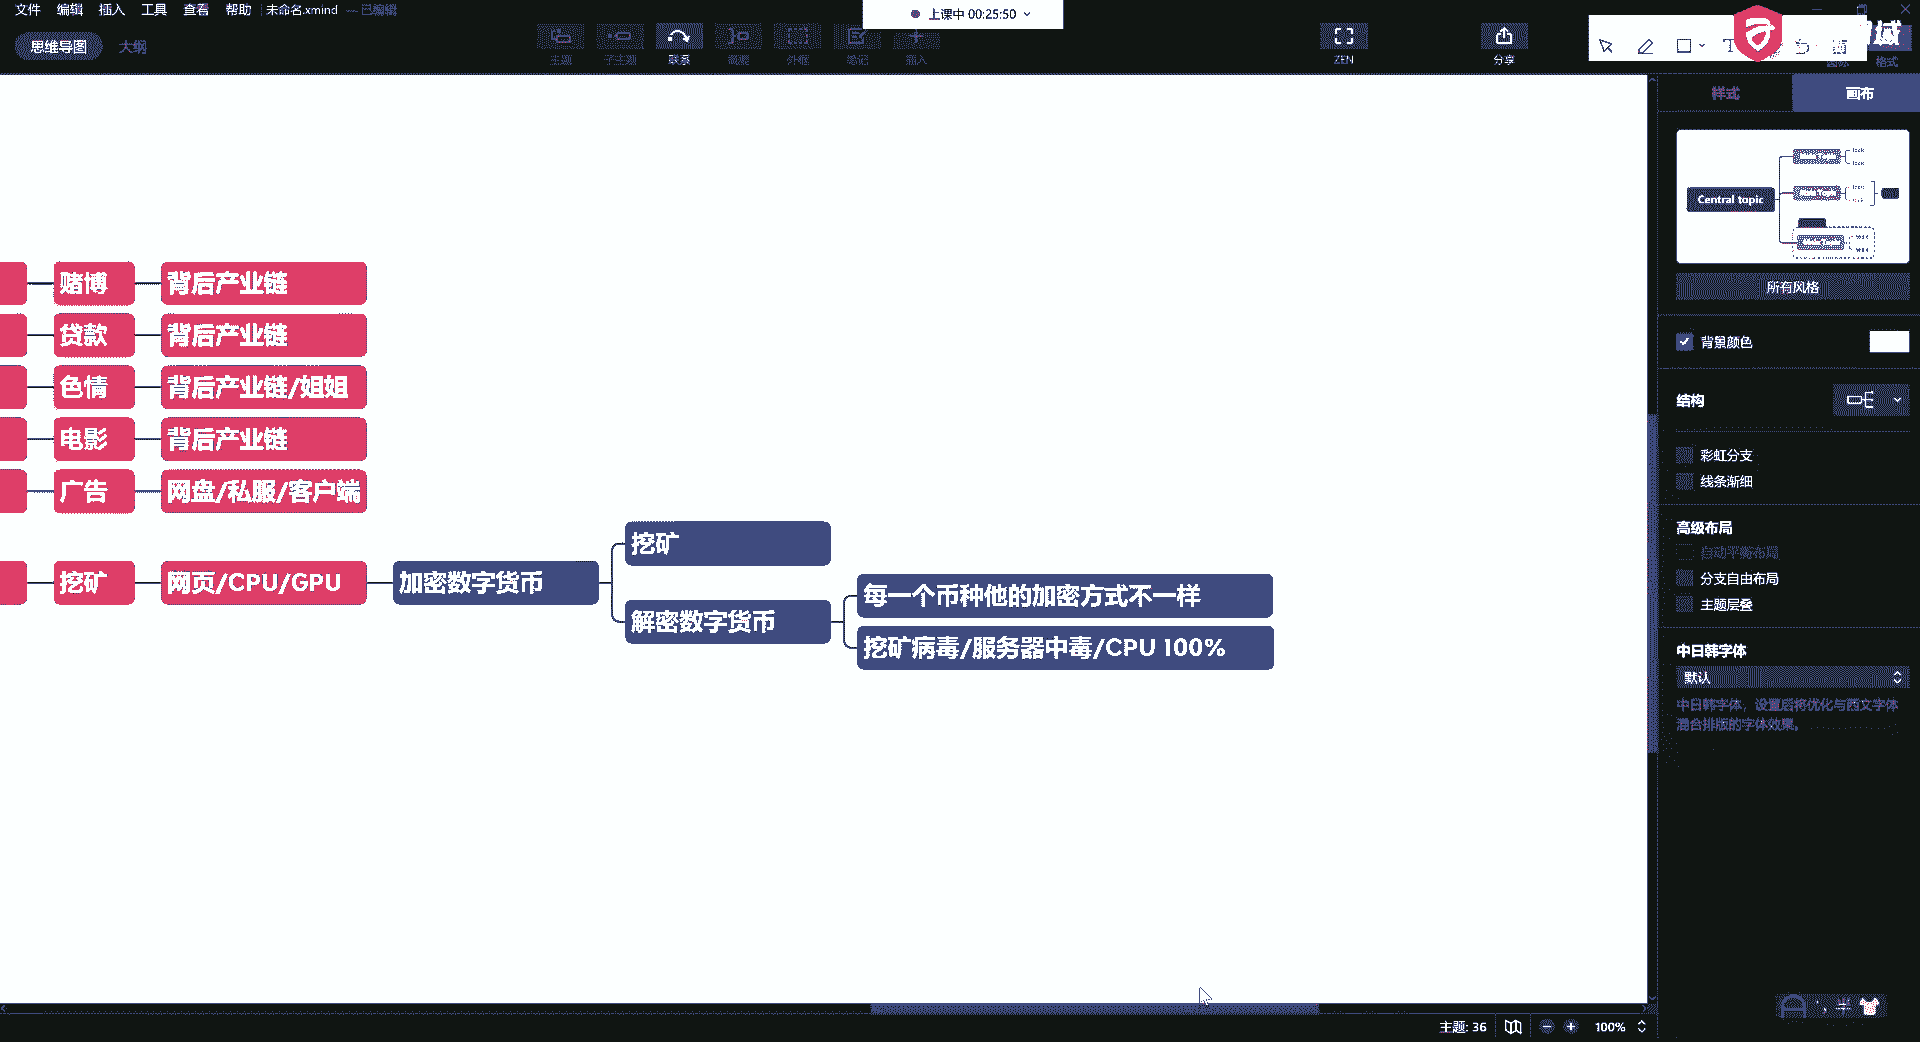 文件 编辑 插入 工具 查看 帮助 未命名.xmind — 已编辑
上课中 00:25:50
思维导图 大纲
主题 子主题 联系 概要 外框 笔记 插入 ZEN 分享 图标 格式
域
样式 画布
Central topic
所有风格
背景颜色
结构
彩虹分支
线条渐细
高级布局
自动平衡布局
分支自由布局
主题层叠
中日韩字体
默认
中日韩字体，设置后将优化与西文字体
混合排版的字体效果。
赌博 背后产业链
贷款 背后产业链
色情 背后产业链/姐姐
电影 背后产业链
广告 网盘/私服/客户端
挖矿 网页/CPU/GPU 加密数字货币
挖矿
解密数字货币
每一个币种他的加密方式不一样
挖矿病毒/服务器中毒/CPU 100%
主题: 36 100%